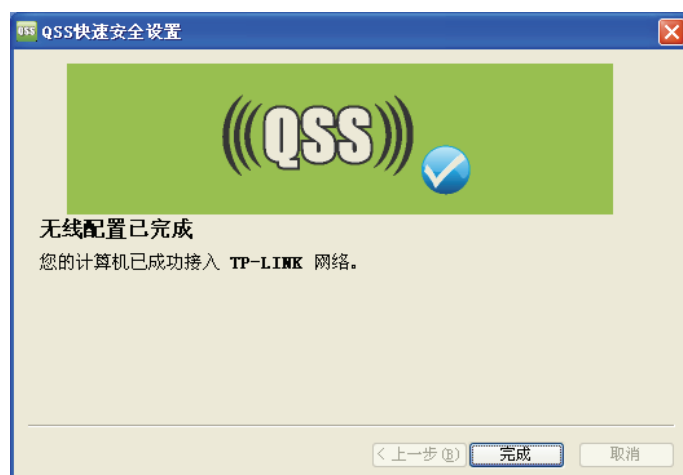 QSS QSS快速安全设置
(((QSS)))
无线配置已完成
您的计算机已成功接入 TP-LINK 网络。
< 上一步(B) 完成 取消